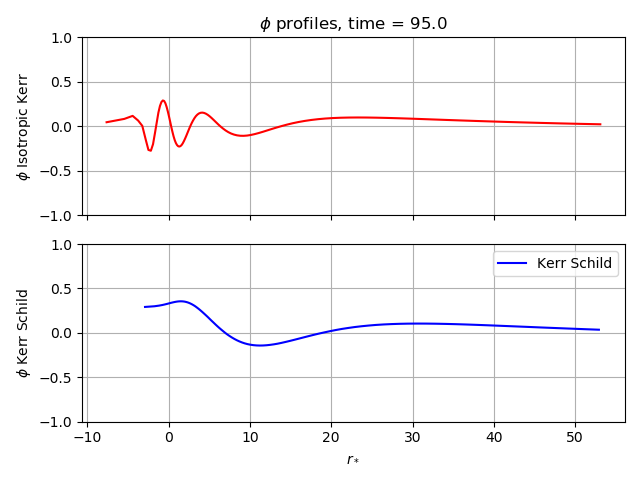 ϕ profiles, time = 95.0
1.0
0.5
0.0
−0.5
−1.0
ϕ Isotropic Kerr
1.0
0.5
0.0
−0.5
−1.0
ϕ Kerr Schild
Kerr Schild
−10 0 10 20 30 40 50
r*